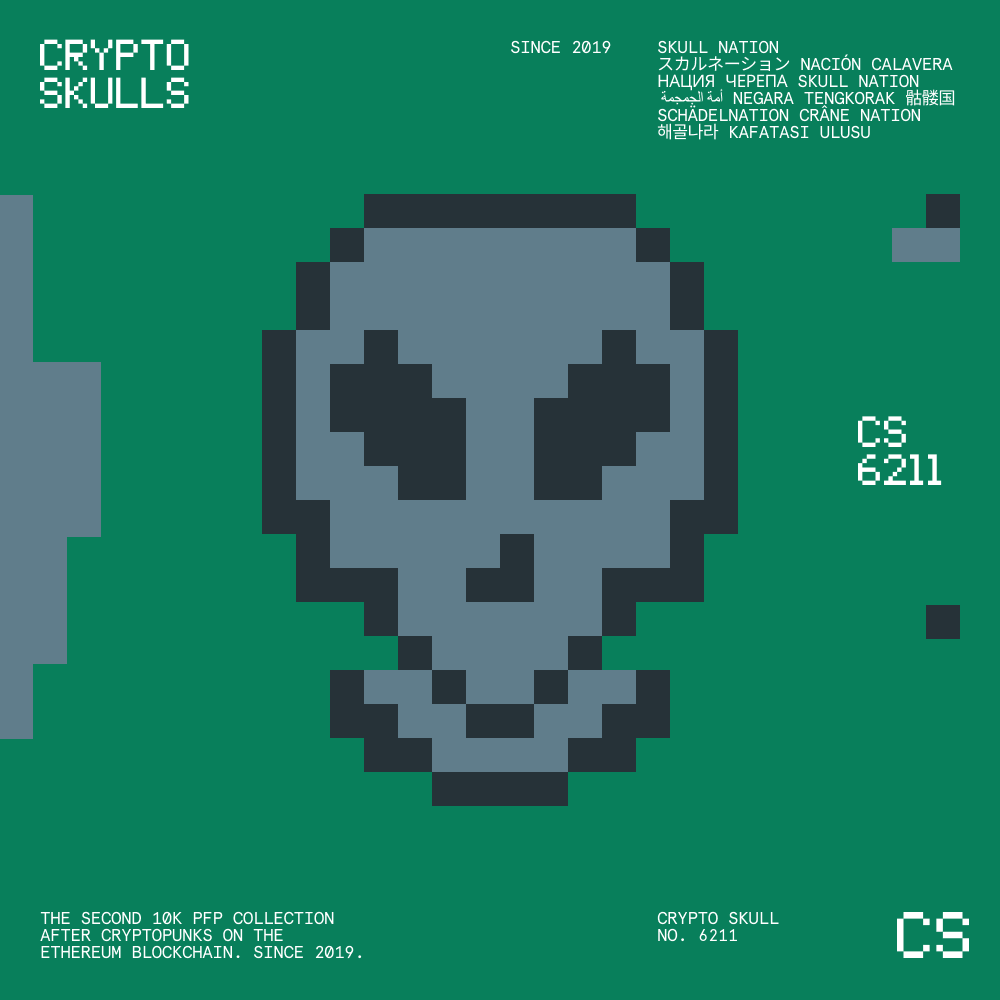 CRYPTO
SKULLS
SINCE 2019
SKULL NATION
スカルネーション NACIÓN CALAVERA
НАЦИЯ ЧЕРЕПА SKULL NATION
أمة الجمجمة NEGARA TENGKORAK 骷髅国
SCHÄDELNATION CRÂNE NATION
해골나라 KAFATASI ULUSU
CS
6211
THE SECOND 10K PFP COLLECTION
AFTER CRYPTOPUNKS ON THE
ETHEREUM BLOCKCHAIN. SINCE 2019.
CRYPTO SKULL
NO. 6211
CS